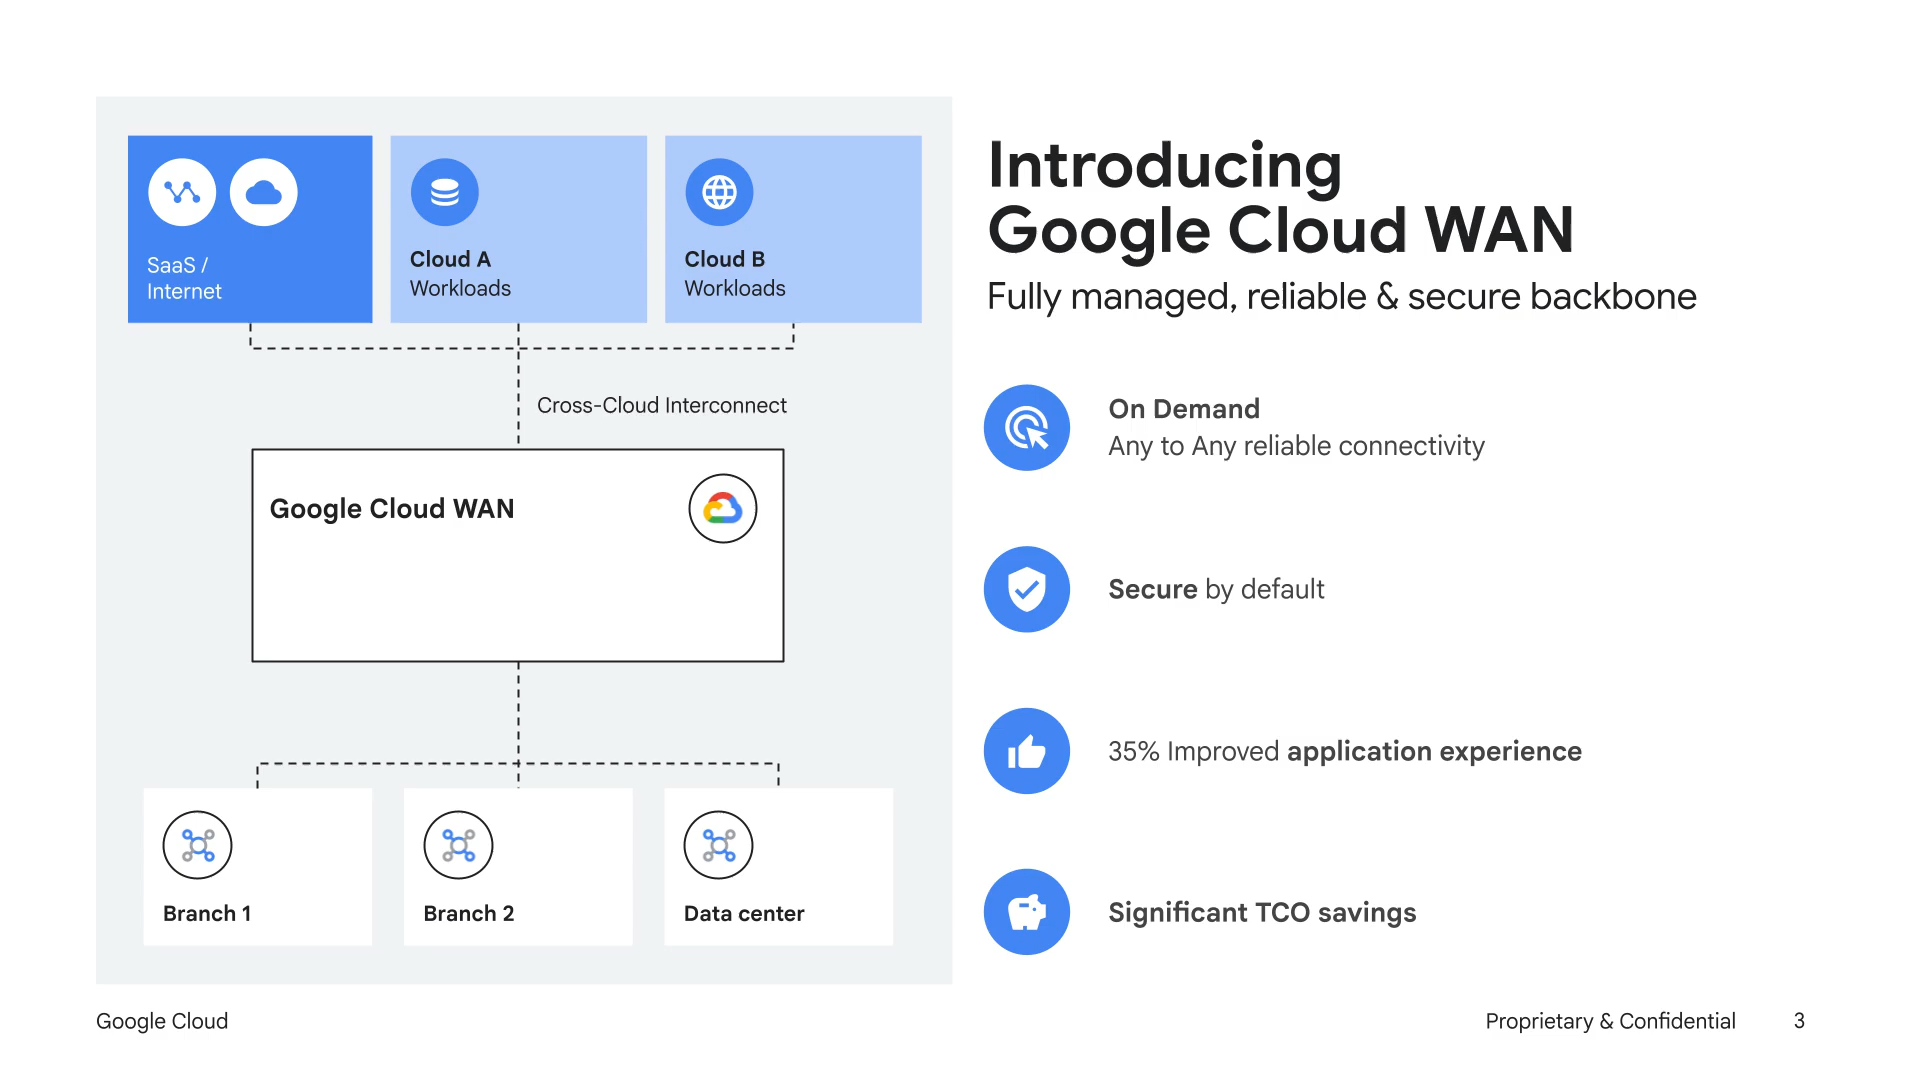 SaaS /
Internet
Cloud A
Workloads
Cloud B
Workloads
Cross-Cloud Interconnect
Google Cloud WAN
Branch 1
Branch 2
Data center
Introducing
Google Cloud WAN
Fully managed, reliable & secure backbone
On Demand
Any to Any reliable connectivity
Secure by default
35% Improved application experience
Significant TCO savings
Google Cloud
Proprietary & Confidential
3